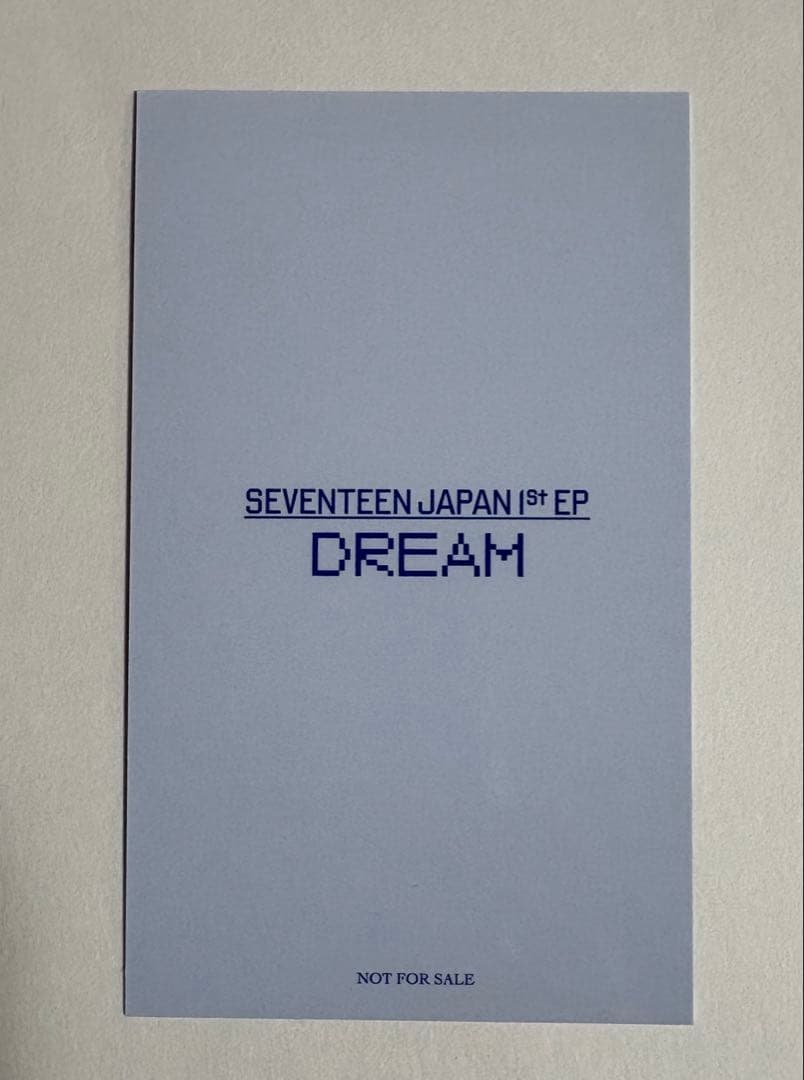 SEVENTEEN JAPAN 1st EP
DREAM
NOT FOR SALE